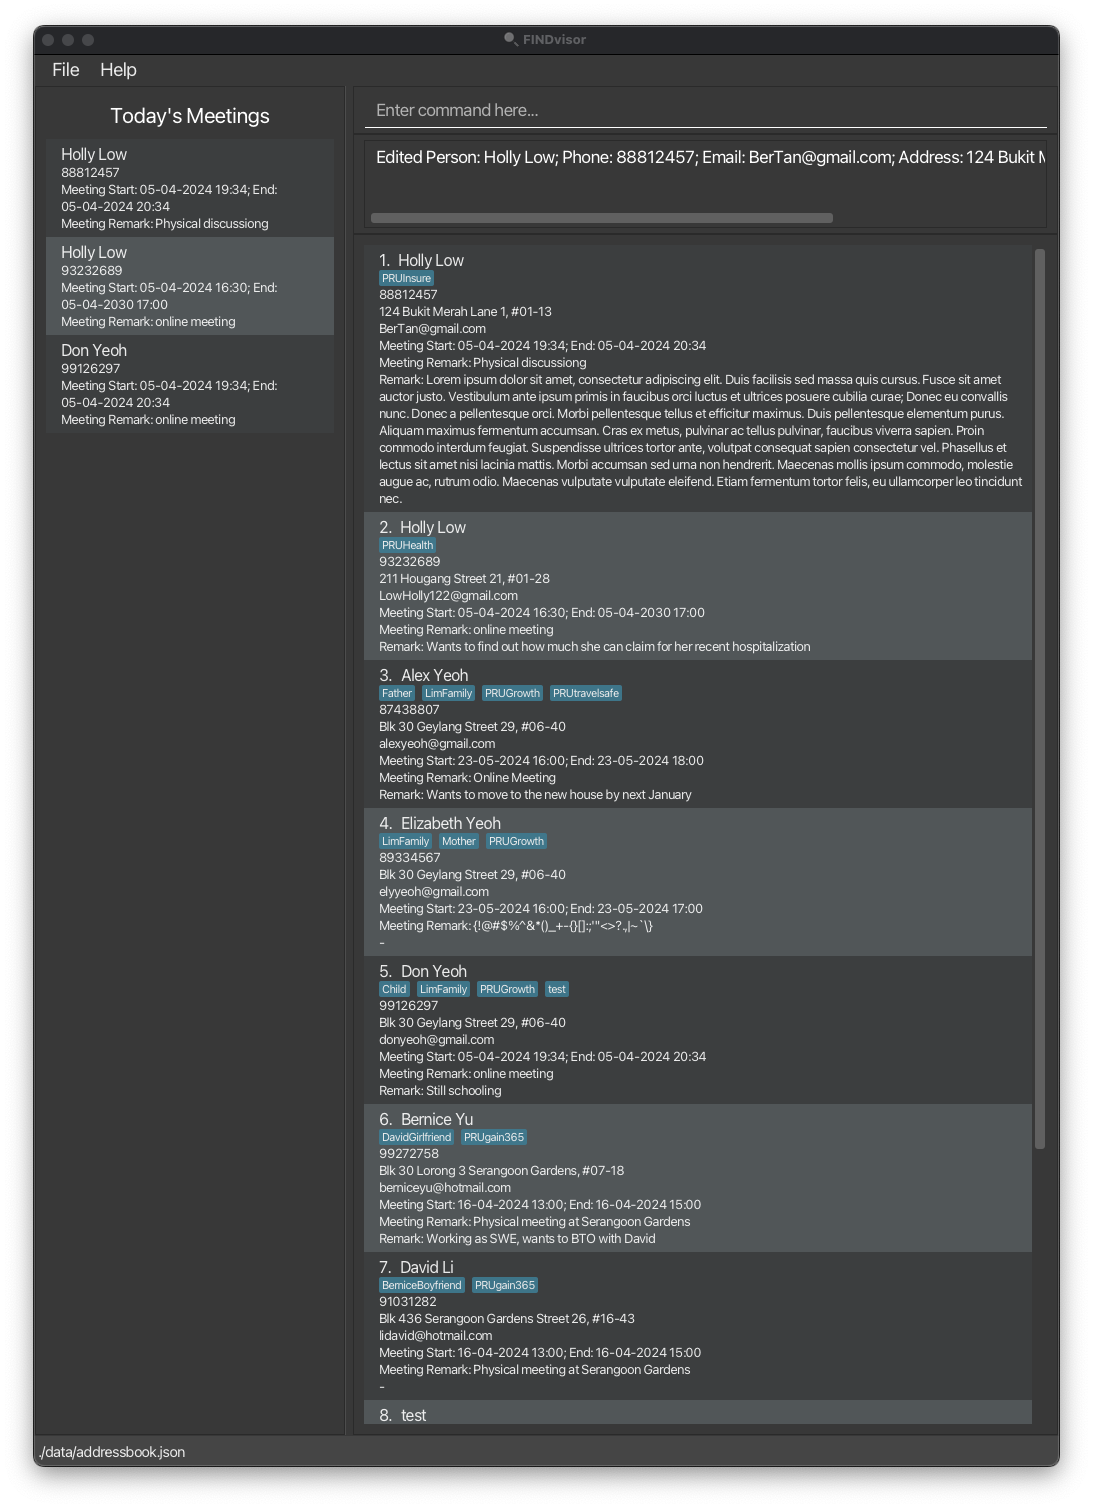 FINDvisor
File Help
Today's Meetings
Holly Low
88812457
Meeting Start: 05-04-2024 19:34; End:
05-04-2024 20:34
Meeting Remark: Physical discussiong
Holly Low
93232689
Meeting Start: 05-04-2024 16:30; End:
05-04-2030 17:00
Meeting Remark: online meeting
Don Yeoh
99126297
Meeting Start: 05-04-2024 19:34; End:
05-04-2024 20:34
Meeting Remark: online meeting
Enter command here...
Edited Person: Holly Low; Phone: 88812457; Email: BerTan@gmail.com; Address: 124 Bukit M
1. Holly Low
PRUInsure
88812457
124 Bukit Merah Lane 1, #01-13
BerTan@gmail.com
Meeting Start: 05-04-2024 19:34; End: 05-04-2024 20:34
Meeting Remark: Physical discussiong
Remark: Lorem ipsum dolor sit amet, consectetur adipiscing elit. Duis facilisis sed massa quis cursus. Fusce sit amet
auctor justo. Vestibulum ante ipsum primis in faucibus orci luctus et ultrices posuere cubilia curae; Donec eu convallis
nunc. Donec a pellentesque orci. Morbi pellentesque tellus et efficitur maximus. Duis pellentesque elementum purus.
Aliquam maximus fermentum accumsan. Cras ex metus, pulvinar ac tellus pulvinar, faucibus viverra sapien. Proin
commodo interdum feugiat. Suspendisse ultrices tortor ante, volutpat consequat sapien consectetur vel. Phasellus et
lectus sit amet nisi lacinia mattis. Morbi accumsan sed urna non hendrerit. Maecenas mollis ipsum commodo, molestie
augue ac, rutrum odio. Maecenas vulputate vulputate eleifend. Etiam fermentum tortor felis, eu ullamcorper leo tincidunt
nec.
2. Holly Low
PRUHealth
93232689
211 Hougang Street 21, #01-28
LowHolly122@gmail.com
Meeting Start: 05-04-2024 16:30; End: 05-04-2030 17:00
Meeting Remark: online meeting
Remark: Wants to find out how much she can claim for her recent hospitalization
3. Alex Yeoh
Father LimFamily PRUGrowth PRUtravelsafe
87438807
Blk 30 Geylang Street 29, #06-40
alexyeoh@gmail.com
Meeting Start: 23-05-2024 16:00; End: 23-05-2024 18:00
Meeting Remark: Online Meeting
Remark: Wants to move to the new house by next January
4. Elizabeth Yeoh
LimFamily Mother PRUGrowth
89334567
Blk 30 Geylang Street 29, #06-40
elyyeoh@gmail.com
Meeting Start: 23-05-2024 16:00; End: 23-05-2024 17:00
Meeting Remark: {!@#$%^&*()_+-{}[]:;'"<>?.,|~`\}
-
5. Don Yeoh
Child LimFamily PRUGrowth test
99126297
Blk 30 Geylang Street 29, #06-40
donyeoh@gmail.com
Meeting Start: 05-04-2024 19:34; End: 05-04-2024 20:34
Meeting Remark: online meeting
Remark: Still schooling
6. Bernice Yu
DavidGirlfriend PRUgain365
99272758
Blk 30 Lorong 3 Serangoon Gardens, #07-18
berniceyu@hotmail.com
Meeting Start: 16-04-2024 13:00; End: 16-04-2024 15:00
Meeting Remark: Physical meeting at Serangoon Gardens
Remark: Working as SWE, wants to BTO with David
7. David Li
BerniceBoyfriend PRUgain365
91031282
Blk 436 Serangoon Gardens Street 26, #16-43
lidavid@hotmail.com
Meeting Start: 16-04-2024 13:00; End: 16-04-2024 15:00
Meeting Remark: Physical meeting at Serangoon Gardens
-
8. test
./data/addressbook.json